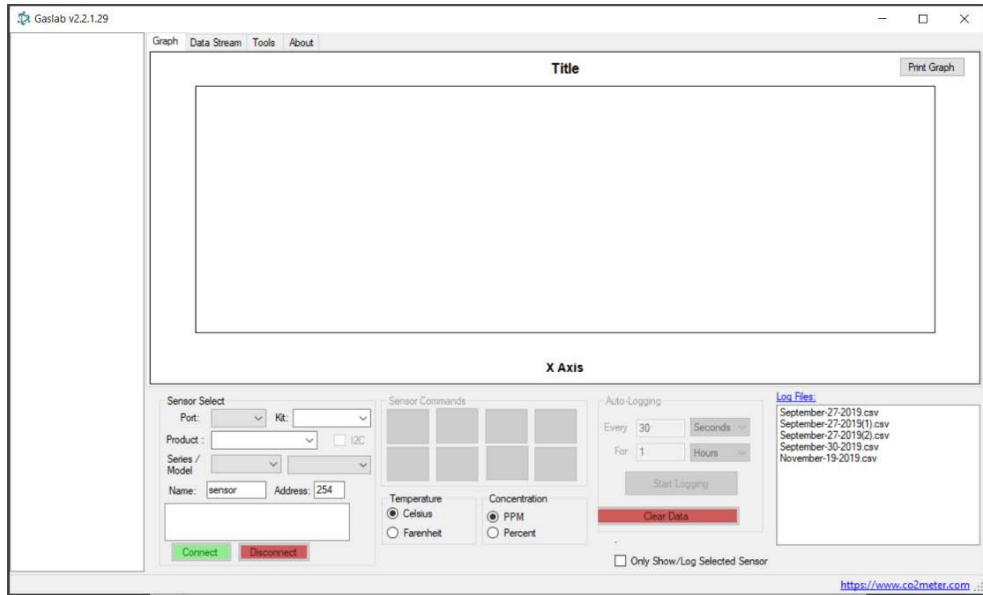 Gaslab v2.2.1.29
Graph Data Stream Tools About
Title
Print Graph
X Axis
Sensor Select
Port: Kit:
Product : I2C
Series / Model
Name: sensor Address: 254
Connect Disconnect
Sensor Commands
Temperature
Celsius
Farenheit
Concentration
PPM
Percent
Auto-Logging
Every 30 Seconds
For 1 Hours
Start Logging
Clear Data
Only Show/Log Selected Sensor
Log Files:
September-27-2019.csv
September-27-2019(1).csv
September-27-2019(2).csv
September-30-2019.csv
November-19-2019.csv
https://www.co2meter.com